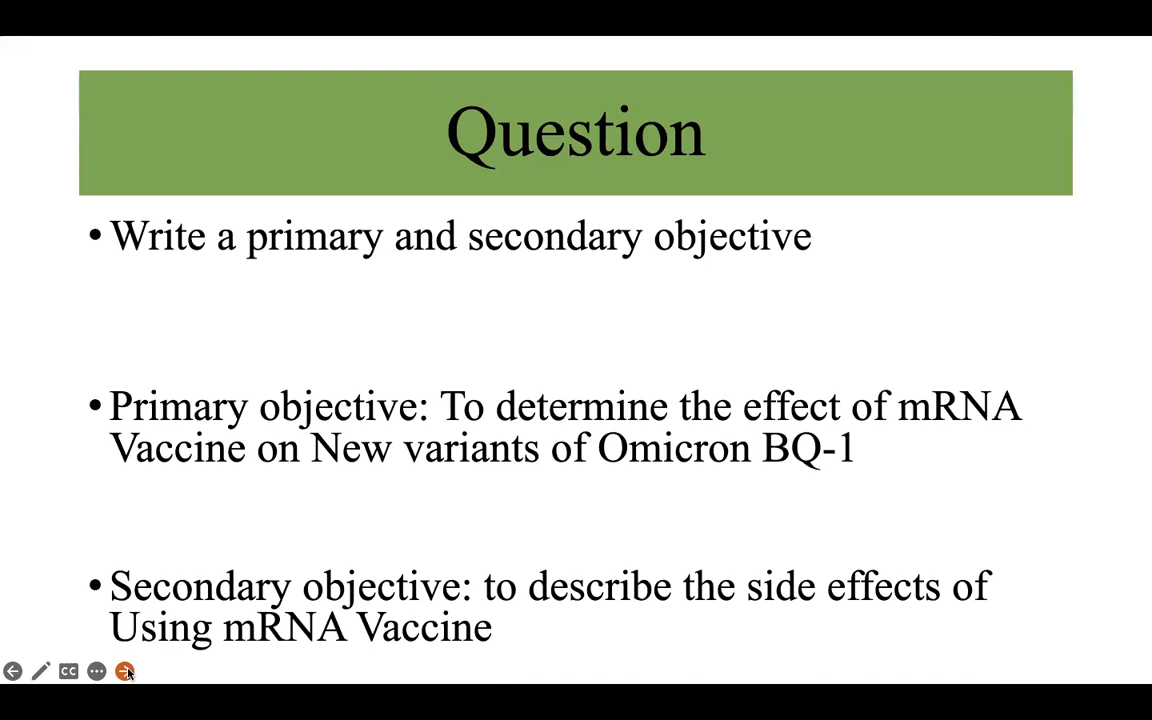 Question
• Write a primary and secondary objective
• Primary objective: To determine the effect of mRNA
Vaccine on New variants of Omicron BQ-1
• Secondary objective: to describe the side effects of
Using mRNA Vaccine
CC